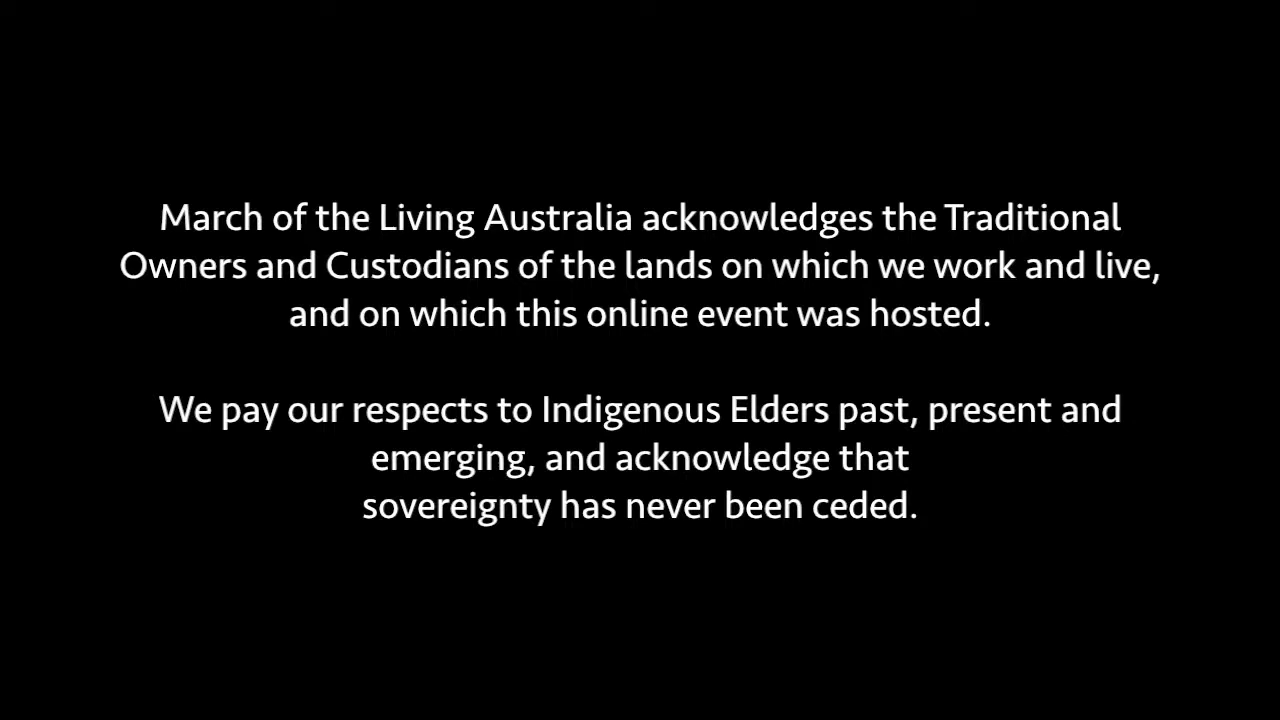 March of the Living Australia acknowledges the Traditional
Owners and Custodians of the lands on which we work and live,
and on which this online event was hosted.
We pay our respects to Indigenous Elders past, present and
emerging, and acknowledge that
sovereignty has never been ceded.